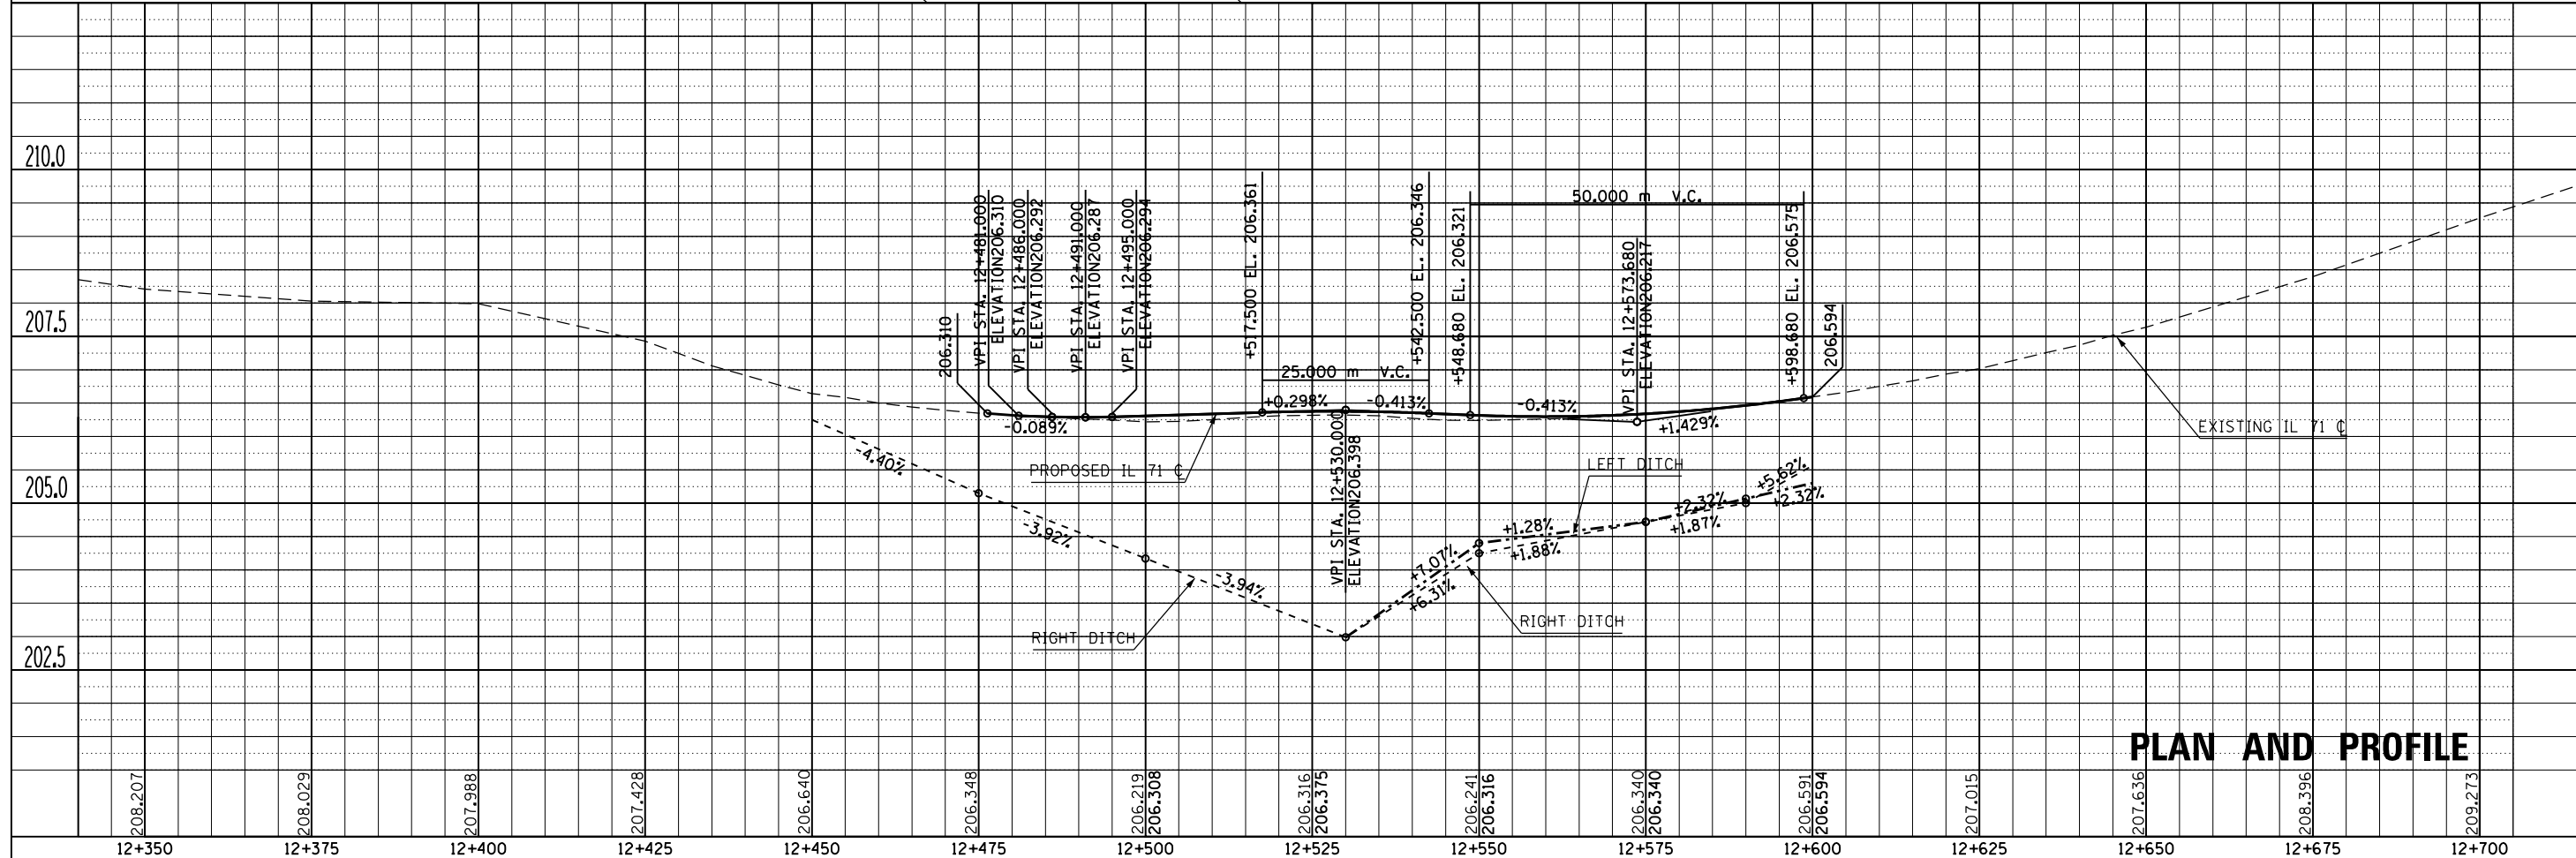 210.0
207.5
205.0
202.5
206.310
VPI STA. 12+481.000
ELEVATION206.310
VPI STA. 12+486.000
ELEVATION206.292
VPI STA. 12+491.000
ELEVATION206.287
VPI STA. 12+495.000
ELEVATION206.294
+517.500 EL. 206.361
25.000 m V.C.
+542.500 EL. 206.346
+548.680 EL. 206.321
50.000 m V.C.
VPI STA. 12+573.680
ELEVATION206.217
+598.680 EL. 206.575
206.594
-0.089%
+0.298%
-0.413%
-0.413%
+1.429%
VPI STA. 12+530.000
ELEVATION206.398
PROPOSED IL 71 ℄
EXISTING IL 71 ℄
LEFT DITCH
-4.40%
-3.92%
-3.94%
+7.07%
+6.31%
+1.28%
+1.88%
+2.32%
+1.87%
+5.62%
+2.32%
RIGHT DITCH
RIGHT DITCH
PLAN AND PROFILE
208.207
208.029
207.988
207.428
206.640
206.348
206.219
206.308
206.316
206.375
206.241
206.316
206.340
206.340
206.591
206.594
207.015
207.636
208.396
209.273
12+350 12+375 12+400 12+425 12+450 12+475 12+500 12+525 12+550 12+575 12+600 12+625 12+650 12+675 12+700